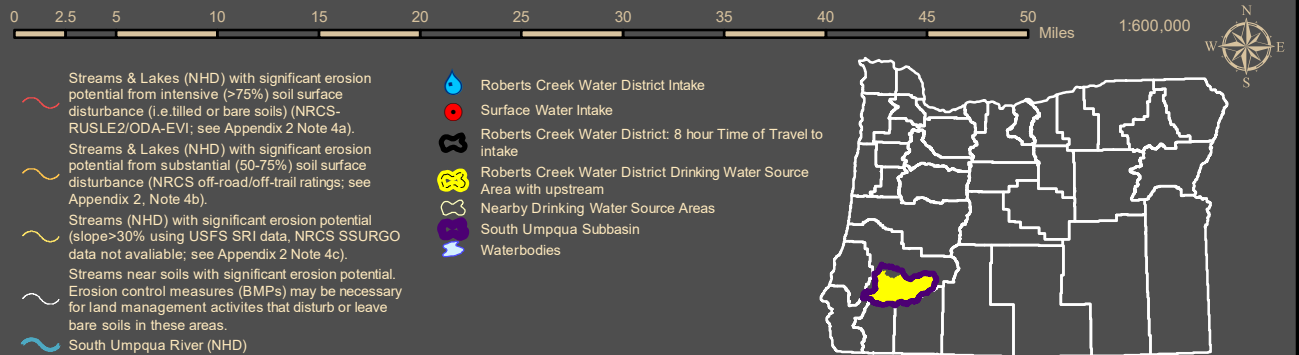 0 2.5 5 10 15 20 25 30 35 40 45 50
Miles
1:600,000
N
W
E
S
Streams & Lakes (NHD) with significant erosion
potential from intensive (>75%) soil surface
disturbance (i.e.tilled or bare soils) (NRCS-
RUSLE2/ODA-EVI; see Appendix 2 Note 4a).
Streams & Lakes (NHD) with significant erosion
potential from substantial (50-75%) soil surface
disturbance (NRCS off-road/off-trail ratings; see
Appendix 2, Note 4b).
Streams (NHD) with significant erosion potential
(slope>30% using USFS SRI data, NRCS SSURGO
data not avaliable; see Appendix 2 Note 4c).
Streams near soils with significant erosion potential.
Erosion control measures (BMPs) may be necessary
for land management activites that disturb or leave
bare soils in these areas.
South Umpqua River (NHD)
Roberts Creek Water District Intake
Surface Water Intake
Roberts Creek Water District: 8 hour Time of Travel to
intake
Roberts Creek Water District Drinking Water Source
Area with upstream
Nearby Drinking Water Source Areas
South Umpqua Subbasin
Waterbodies